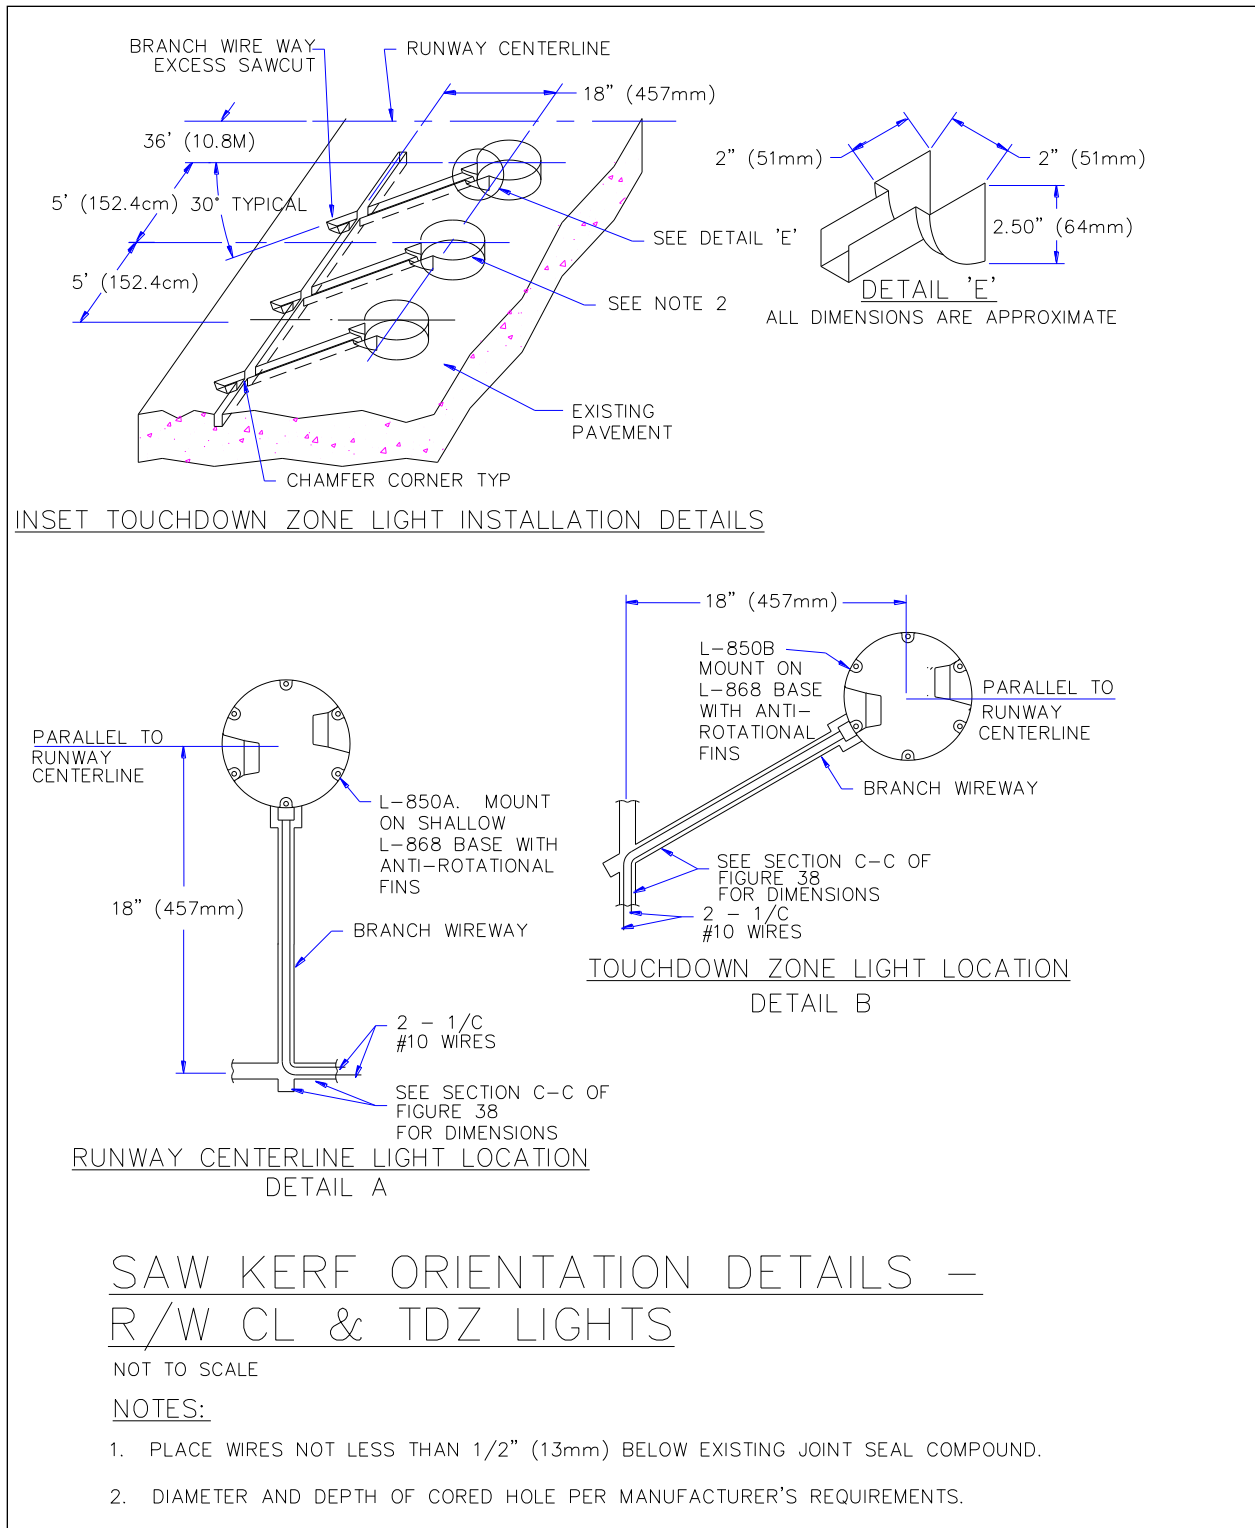 BRANCH WIRE WAY
EXCESS SAWCUT
RUNWAY CENTERLINE
18" (457mm)
36' (10.8M)
5' (152.4cm)
30° TYPICAL
5' (152.4cm)
SEE DETAIL 'E'
SEE NOTE 2
EXISTING
PAVEMENT
CHAMFER CORNER TYP
INSET TOUCHDOWN ZONE LIGHT INSTALLATION DETAILS
2" (51mm)
2" (51mm)
2.50" (64mm)
DETAIL 'E'
ALL DIMENSIONS ARE APPROXIMATE
PARALLEL TO
RUNWAY
CENTERLINE
L-850A. MOUNT
ON SHALLOW
L-868 BASE WITH
ANTI-ROTATIONAL
FINS
18" (457mm)
BRANCH WIREWAY
2 - 1/C
#10 WIRES
SEE SECTION C-C OF
FIGURE 38
FOR DIMENSIONS
RUNWAY CENTERLINE LIGHT LOCATION
DETAIL A
18" (457mm)
L-850B
MOUNT ON
L-868 BASE
WITH ANTI-
ROTATIONAL
FINS
PARALLEL TO
RUNWAY
CENTERLINE
BRANCH WIREWAY
SEE SECTION C-C OF
FIGURE 38
FOR DIMENSIONS
2 - 1/C
#10 WIRES
TOUCHDOWN ZONE LIGHT LOCATION
DETAIL B
SAW KERF ORIENTATION DETAILS -
R/W CL & TDZ LIGHTS
NOT TO SCALE
NOTES:
1. PLACE WIRES NOT LESS THAN 1/2" (13mm) BELOW EXISTING JOINT SEAL COMPOUND.
2. DIAMETER AND DEPTH OF CORED HOLE PER MANUFACTURER'S REQUIREMENTS.